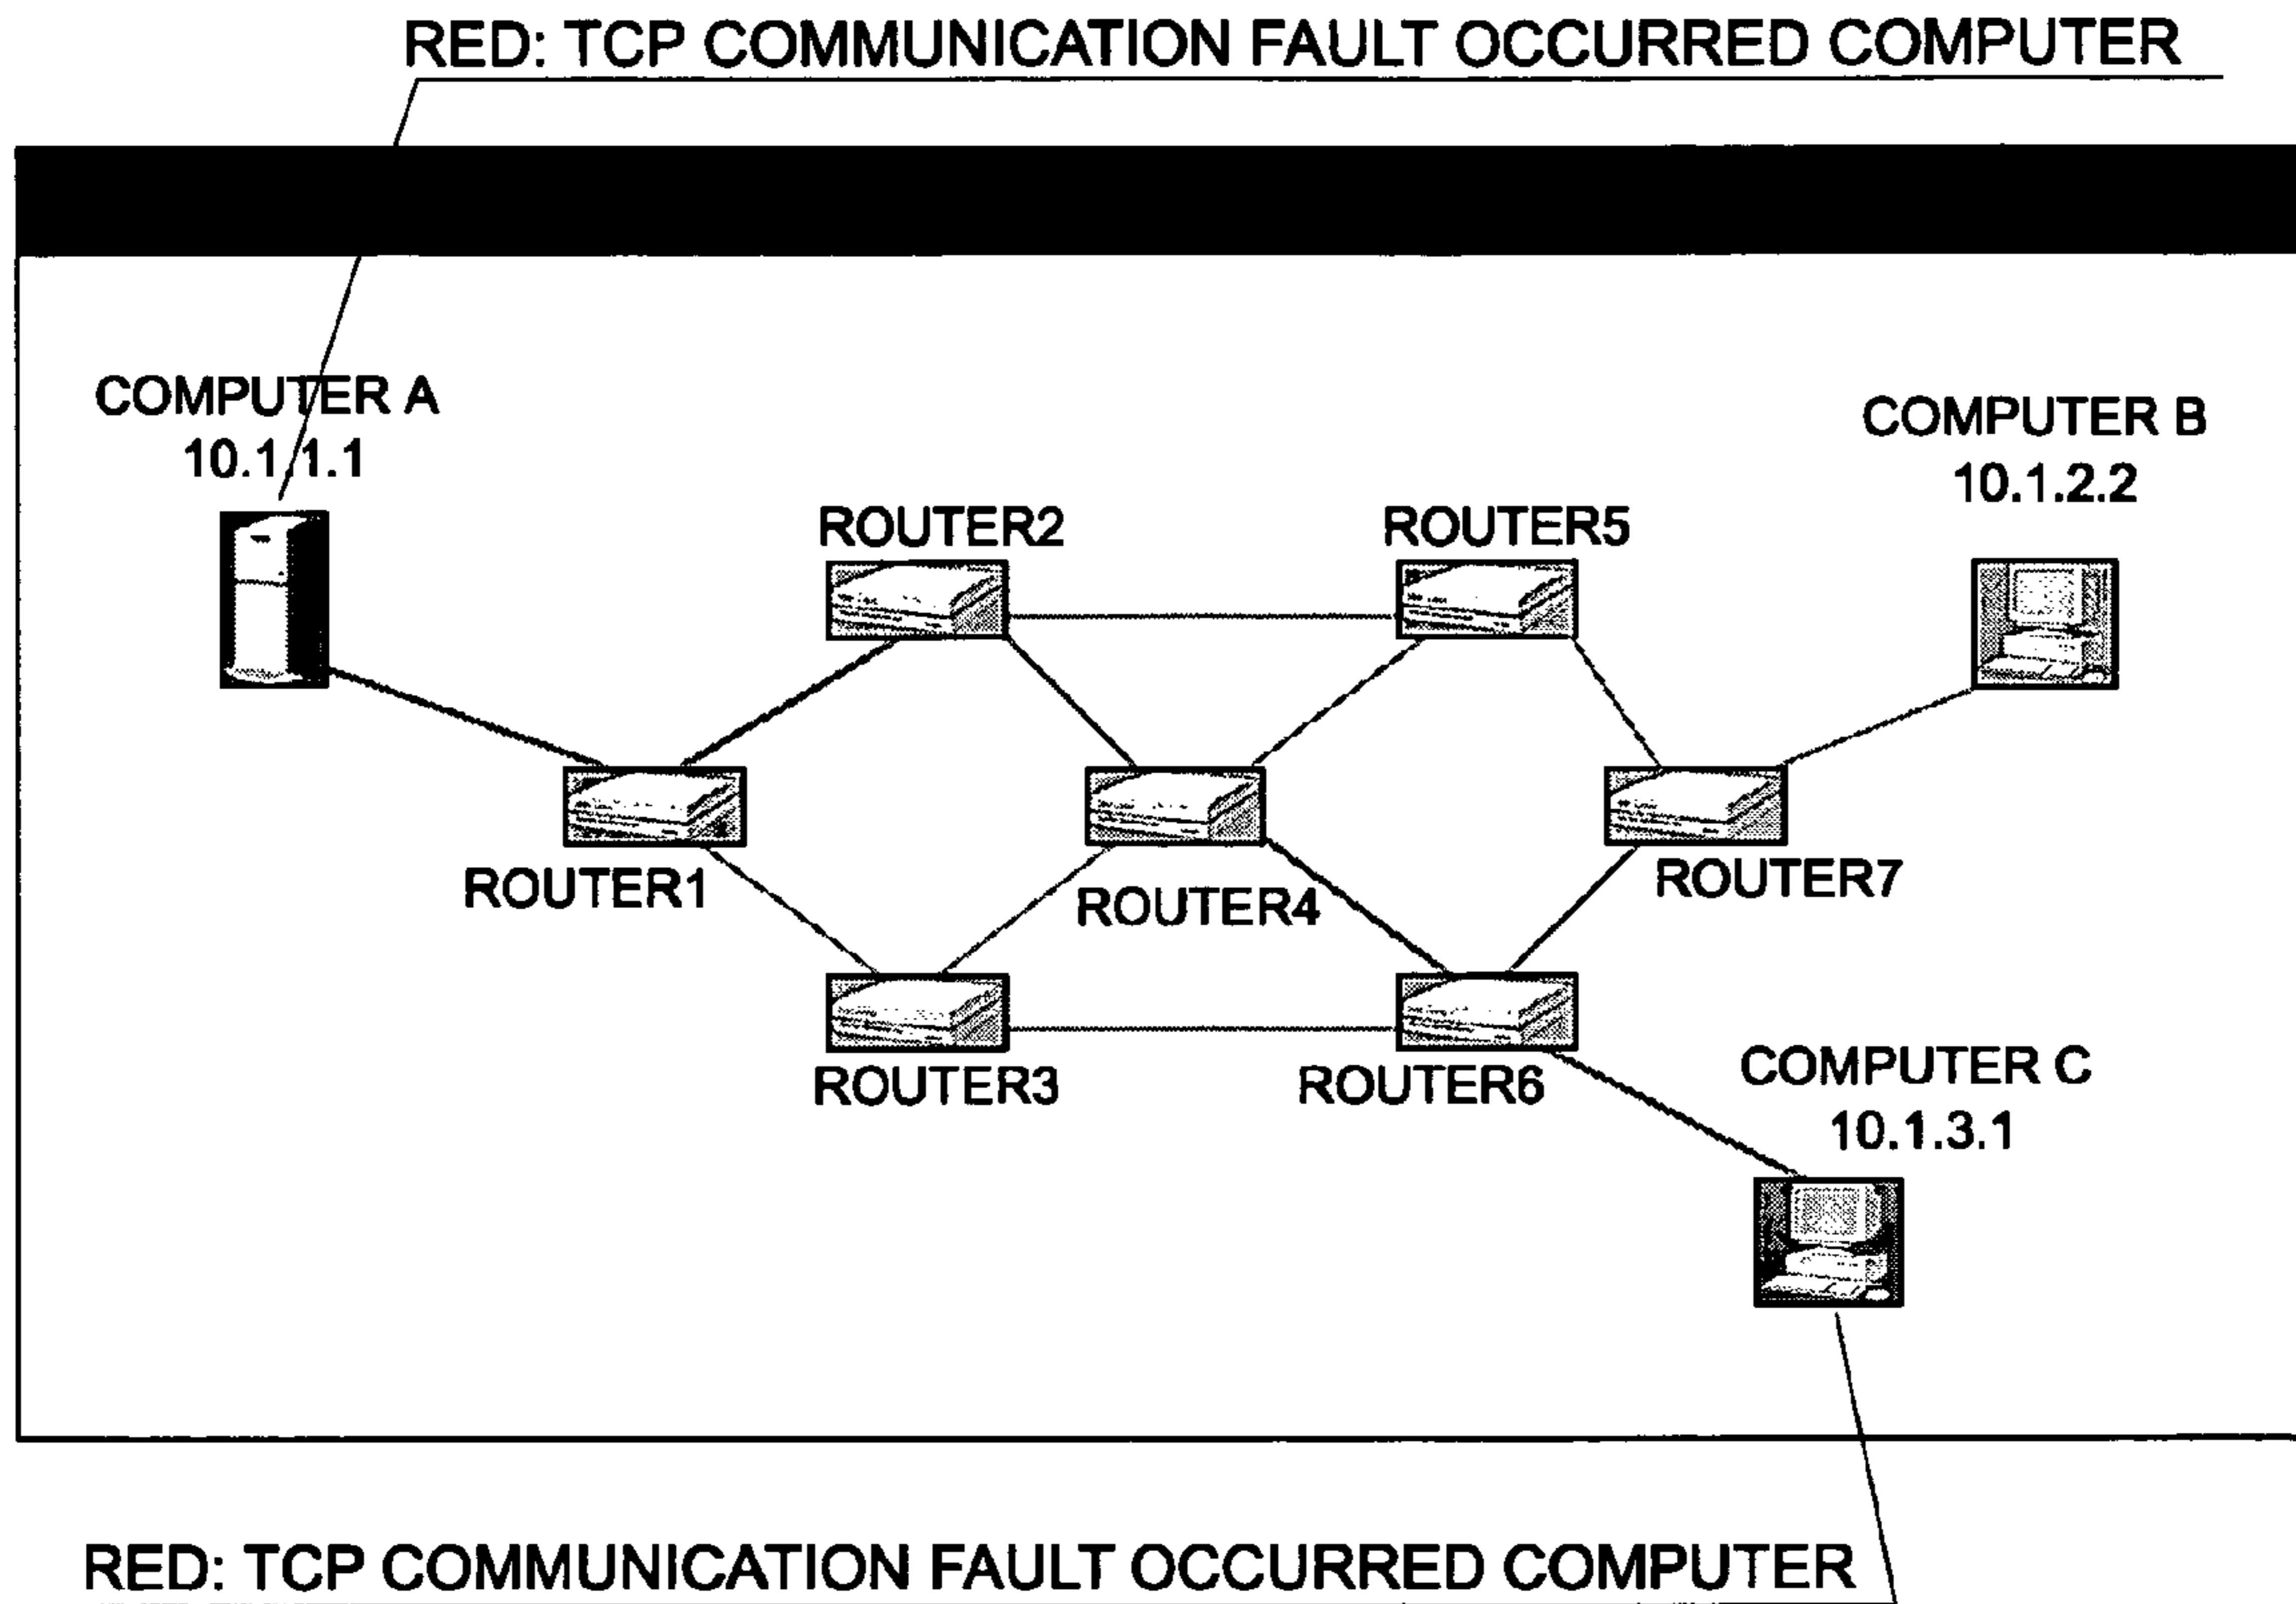 RED: TCP COMMUNICATION FAULT OCCURRED COMPUTER
COMPUTER A
10.1.1.1
COMPUTER B
10.1.2.2
ROUTER2
ROUTER5
ROUTER1
ROUTER4
ROUTER7
ROUTER3
ROUTER6
COMPUTER C
10.1.3.1
RED: TCP COMMUNICATION FAULT OCCURRED COMPUTER